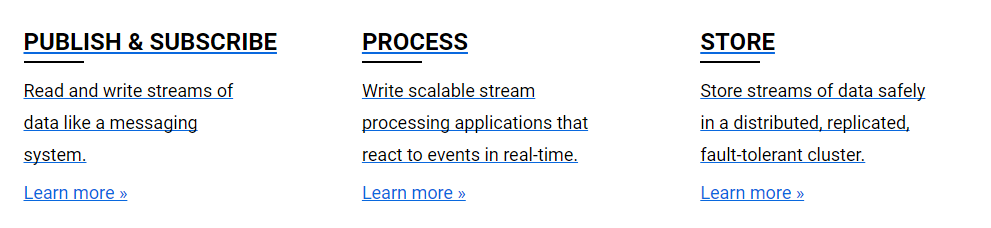 PUBLISH & SUBSCRIBE
Read and write streams of
data like a messaging
system.
Learn more »
PROCESS
Write scalable stream
processing applications that
react to events in real-time.
Learn more »
STORE
Store streams of data safely
in a distributed, replicated,
fault-tolerant cluster.
Learn more »